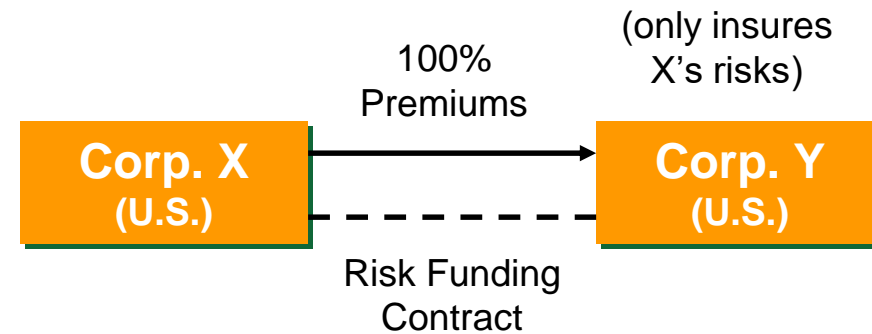 100%
Premiums
(only insures
X's risks)
Corp. X
(U.S.)
Corp. Y
(U.S.)
Risk Funding
Contract